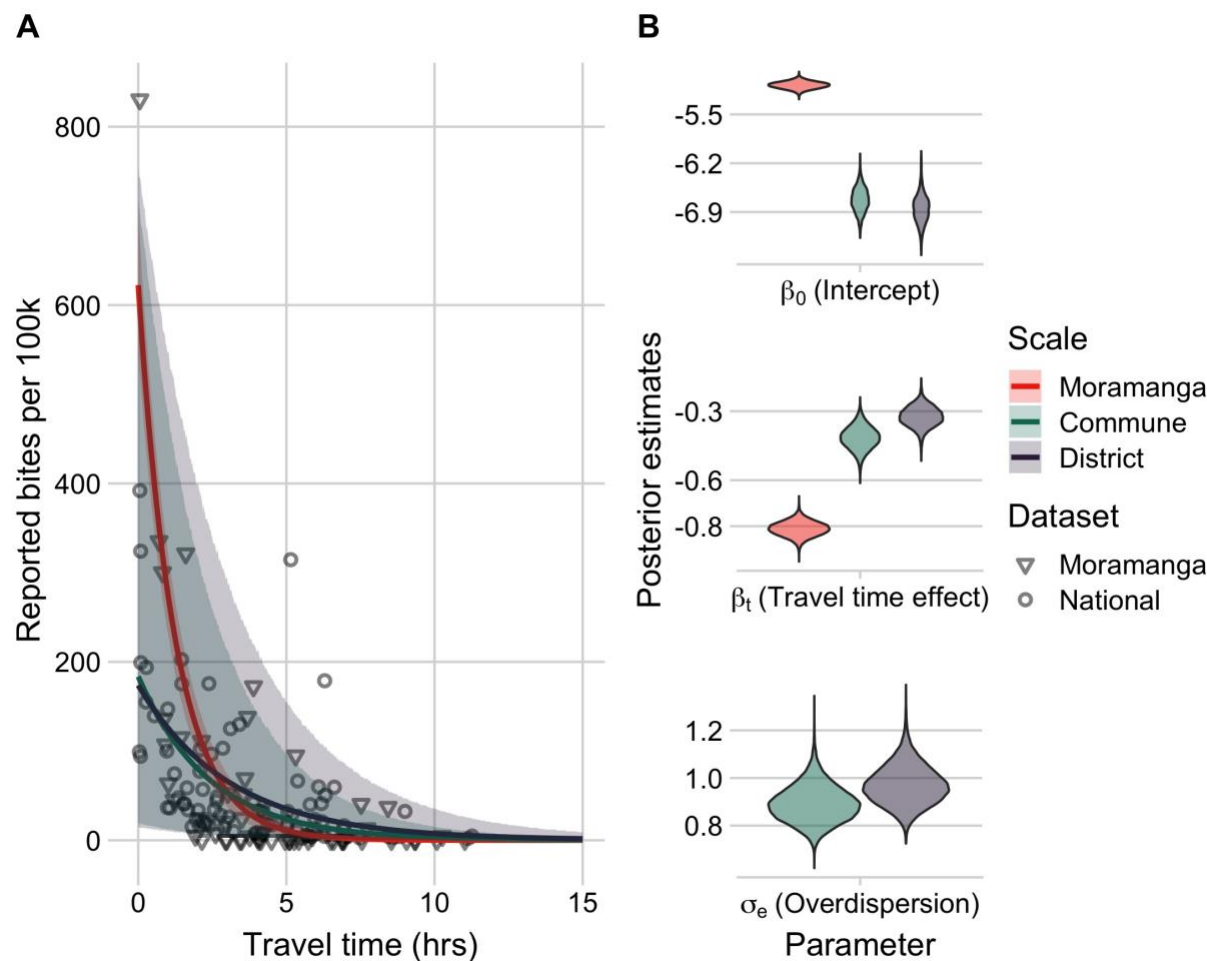 A
Reported bites per 100k
800
600
400
200
0
0 5 10 15
Travel time (hrs)
B
Posterior estimates
-5.5
-6.2
-6.9
β₀ (Intercept)
-0.3
-0.6
-0.8
βₜ (Travel time effect)
1.2
1.0
0.8
σₑ (Overdispersion)
Parameter
Scale
Moramanga
Commune
District
Dataset
Moramanga
National